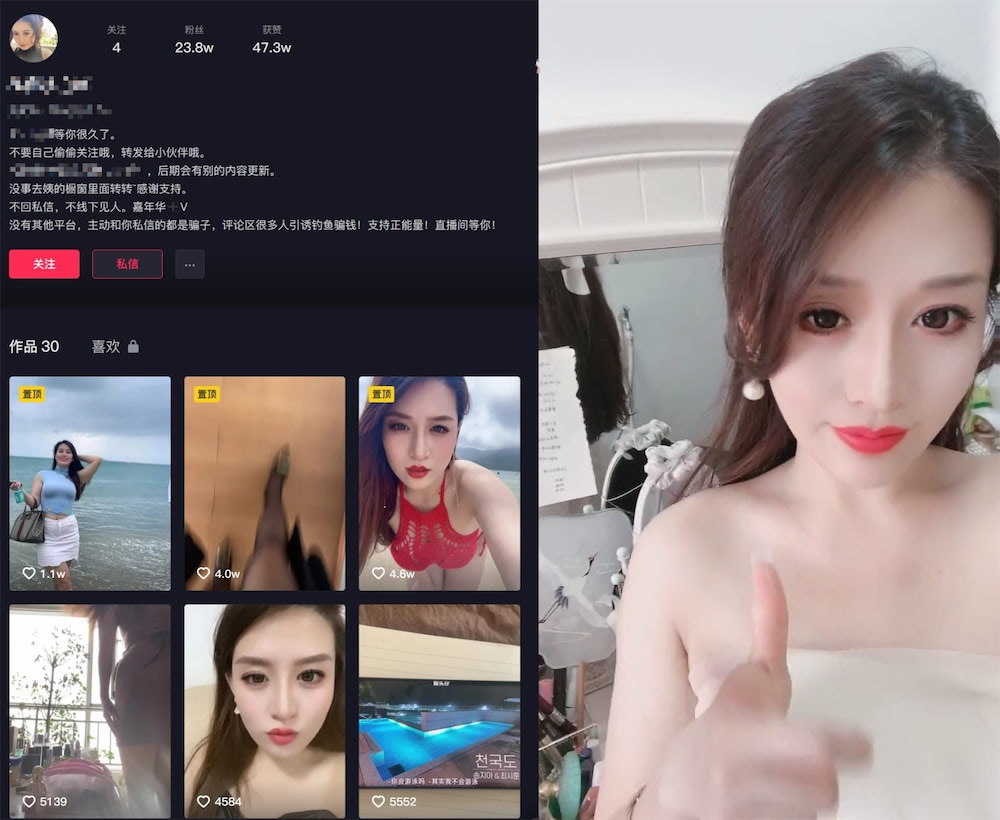 关注
粉丝
获赞
4
23.8w
47.3w
等你很久了。
不要自己偷偷关注哦，转发给小伙伴哦。
，后期会有别的内容更新。
没事去姨的橱窗里面转转~感谢支持。
不回私信，不线下见人。嘉年华➕V
没有其他平台，主动和你私信的都是骗子，评论区很多人引诱钓鱼骗钱！支持正能量！直播间等你！
关注
私信
...
作品 30
喜欢
置顶
置顶
置顶
1.1w
4.0w
4.6w
천국도
송지아 & 최시훈
-你会游泳吗 -其实我不会游泳
5139
4584
5552